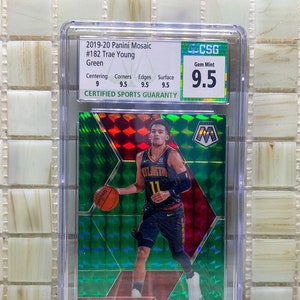 2019-20 Panini Mosaic
#182 Trae Young
Green
Centering Corners Edges Surface
9 9.5 9.5 9.5
CERTIFIED SPORTS GUARANTY
CSG
Gem Mint
9.5
M
ATLANTA
11